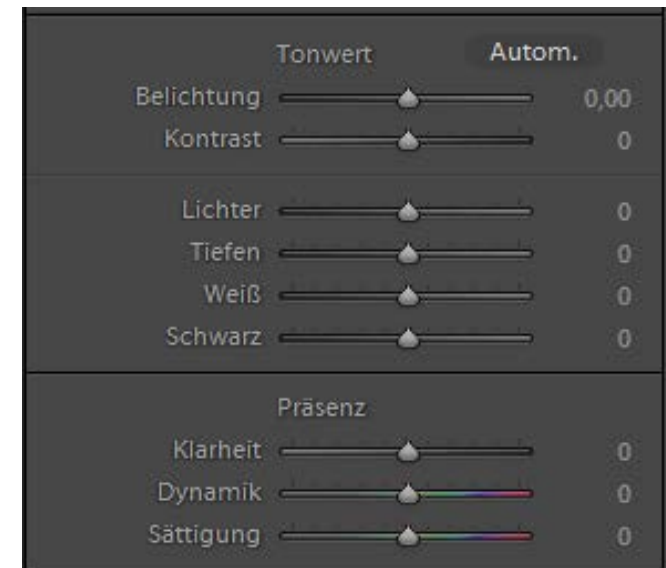 Tonwert Autom.
Belichtung 0,00
Kontrast 0
Lichter 0
Tiefen 0
Weiß 0
Schwarz 0
Präsenz
Klarheit 0
Dynamik 0
Sättigung 0